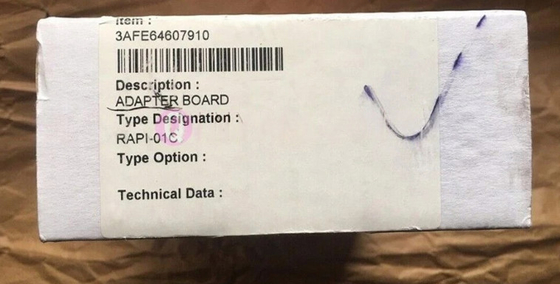 Item :
3AFE64607910
Description :
ADAPTER BOARD
Type Designation :
RAPI-01C
Type Option :
Technical Data :